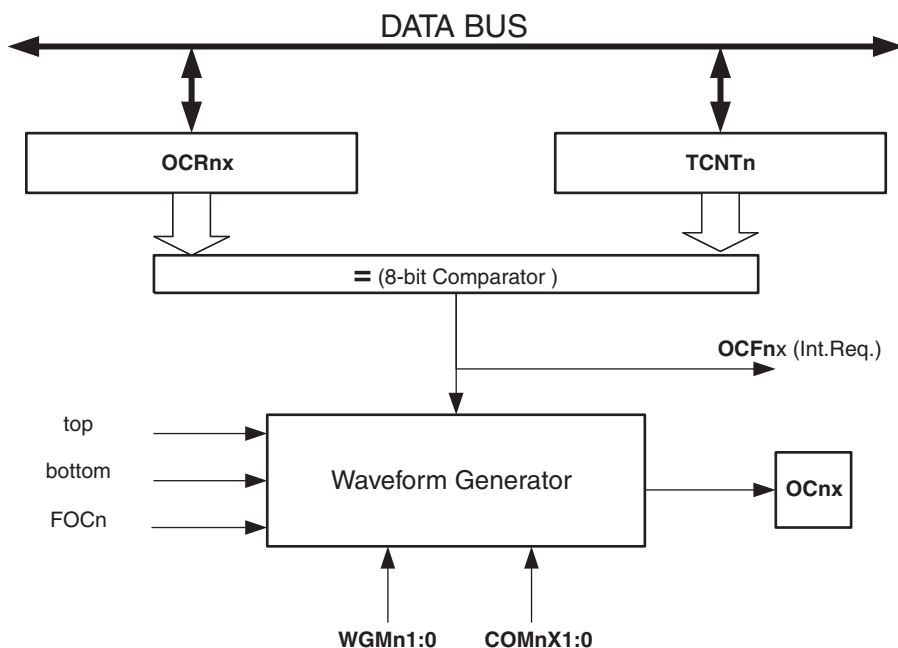 DATA BUS
OCRnx
TCNTn
= (8-bit Comparator )
OCFnx (Int.Req.)
top
bottom
FOCn
Waveform Generator
OCnx
WGMn1:0
COMnX1:0